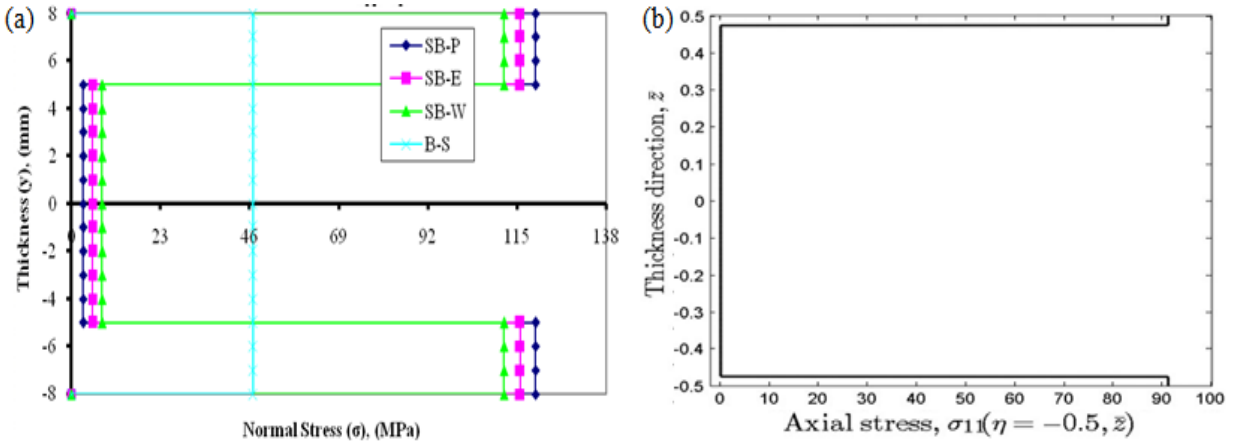 (a)
8
6
4
2
0
-2
-4
-6
-8
Thickness (y), (mm)
0 23 46 69 92 115 138
Normal Stress (σ), (MPa)
SB-P
SB-E
SB-W
B-S
(b)
0.5
0.4
0.3
0.2
0.1
0
-0.1
-0.2
-0.3
-0.4
-0.5
Thickness direction, z̄
0 10 20 30 40 50 60 70 80 90 100
Axial stress, σ11(η = −0.5, z̄)